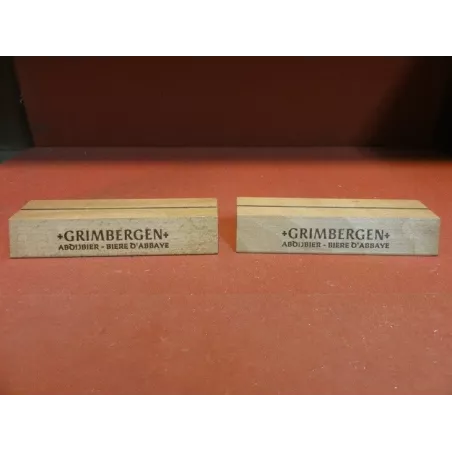 +GRIMBERGEN+
ABDIJBIER - BIERE D'ABBAYE
+GRIMBERGEN+
ABDIJBIER - BIERE D'ABBAYE